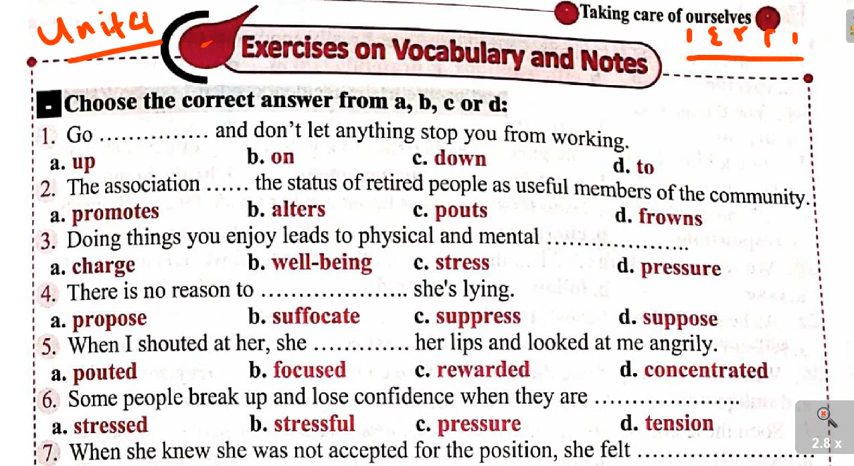 Taking care of ourselves
Unit 4
Exercises on Vocabulary and Notes
- Choose the correct answer from a, b, c or d:
1. Go ............... and don't let anything stop you from working.
a. up b. on c. down d. to
2. The association ...... the status of retired people as useful members of the community.
a. promotes b. alters c. pouts d. frowns
3. Doing things you enjoy leads to physical and mental ....................
a. charge b. well-being c. stress d. pressure
4. There is no reason to .................... she's lying.
a. propose b. suffocate c. suppress d. suppose
5. When I shouted at her, she ............. her lips and looked at me angrily.
a. pouted b. focused c. rewarded d. concentrated
6. Some people break up and lose confidence when they are ....................
a. stressed b. stressful c. pressure d. tension
2.8 x
7. When she knew she was not accepted for the position, she felt ........................